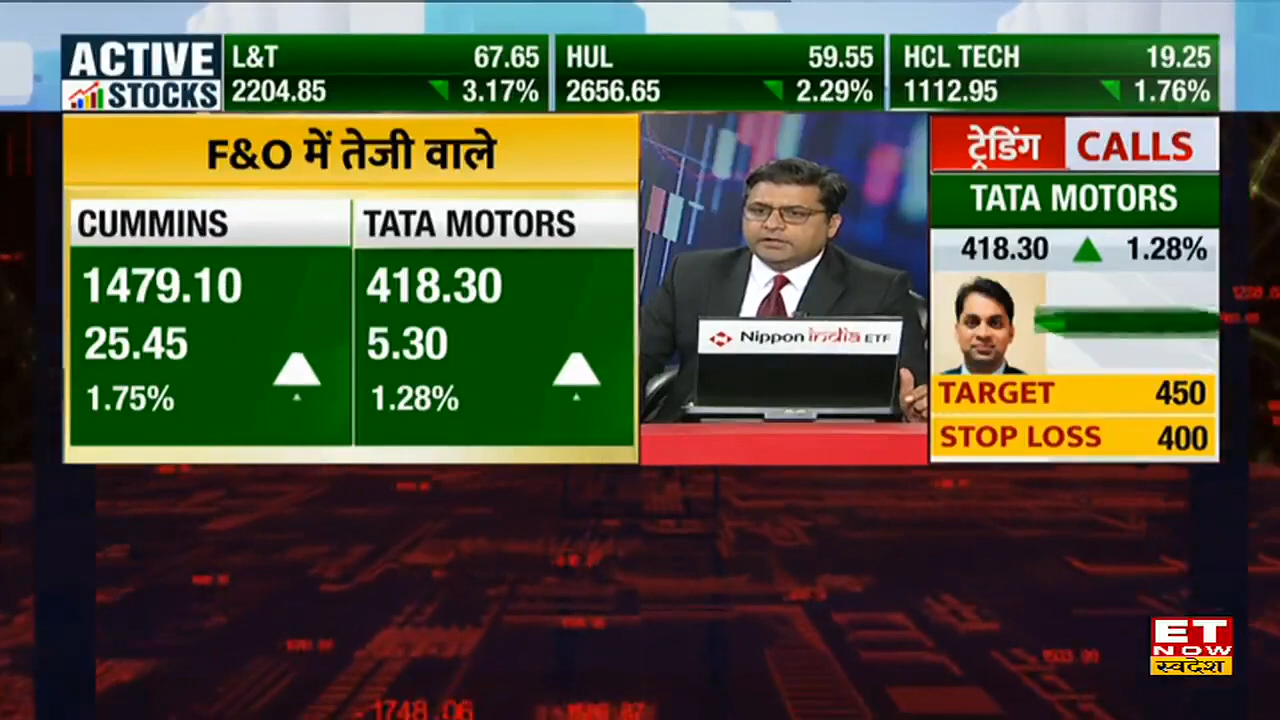 ACTIVE
STOCKS
L&T 67.65
2204.85 3.17%
HUL 59.55
2656.65 2.29%
HCL TECH 19.25
1112.95 1.76%
F&O में तेजी वाले
CUMMINS
1479.10
25.45
1.75%
TATA MOTORS
418.30
5.30
1.28%
Nippon india ETF
ट्रेडिंग CALLS
TATA MOTORS
418.30 1.28%
TARGET 450
STOP LOSS 400
1748.06
ET
NOW
स्वदेश